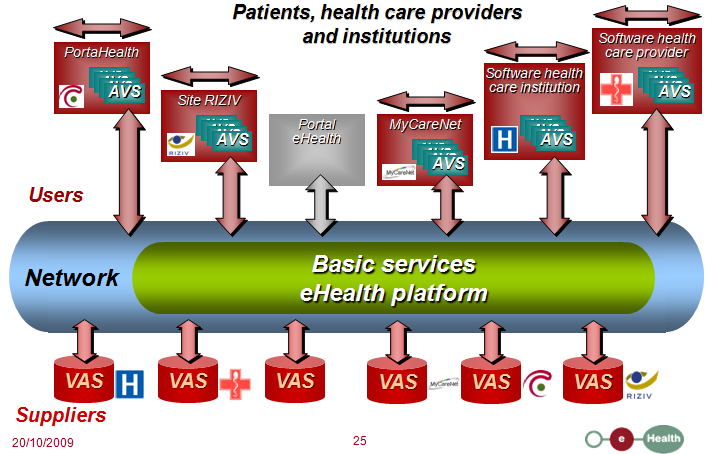 Patients, health care providers
and institutions
PortaHealth
AVS
Site RIZIV
RIZIV
AVS
Portal
eHealth
MyCareNet
MyCareNet
AVS
Software health
care institution
H
AVS
Software health
care provider
AVS
Users
Network
Basic services
eHealth platform
VAS
H
VAS
VAS
VAS
MyCareNet
VAS
VAS
RIZIV
Suppliers
20/10/2009
25
e
Health